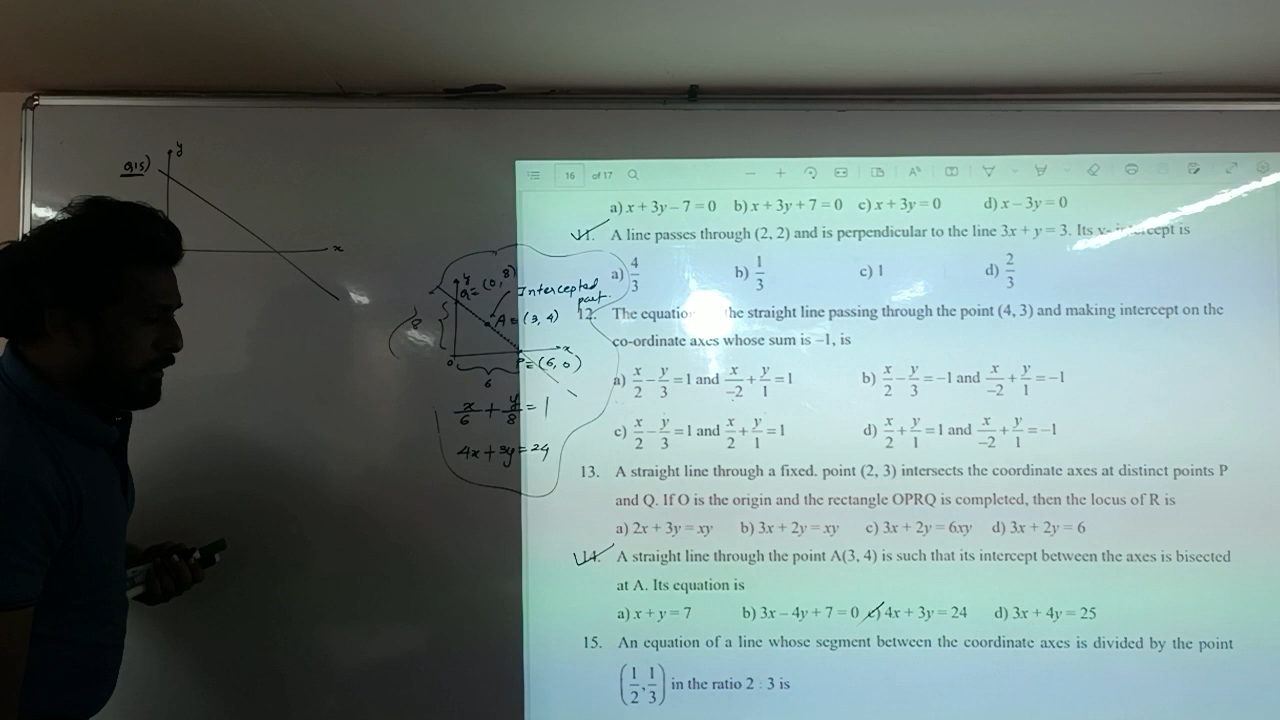 Q15) y
x
16 of 17
a) x + 3y − 7 = 0 b) x + 3y + 7 = 0 c) x + 3y = 0 d) x − 3y = 0
11. A line passes through (2, 2) and is perpendicular to the line 3x + y = 3. Its y-intercept is
a) 4/3 b) 1/3 c) 1 d) 2/3
12. The equation the straight line passing through the point (4, 3) and making intercept on the
co-ordinate axes whose sum is −1, is
a) x/2 − y/3 = 1 and x/−2 + y/1 = 1 b) x/2 − y/3 = −1 and x/−2 + y/1 = −1
c) x/2 − y/3 = 1 and x/2 + y/1 = 1 d) x/2 + y/1 = 1 and x/−2 + y/1 = −1
13. A straight line through a fixed. point (2, 3) intersects the coordinate axes at distinct points P
and Q. If O is the origin and the rectangle OPRQ is completed, then the locus of R is
a) 2x + 3y = xy b) 3x + 2y = xy c) 3x + 2y = 6xy d) 3x + 2y = 6
14. A straight line through the point A(3, 4) is such that its intercept between the axes is bisected
at A. Its equation is
a) x + y = 7 b) 3x − 4y + 7 = 0 c) 4x + 3y = 24 d) 3x + 4y = 25
15. An equation of a line whose segment between the coordinate axes is divided by the point
(1/2, 1/3) in the ratio 2 : 3 is
y
Q = (0, 8)
Intercepted
part.
A = (3, 4)
8
x
O P = (6, 0)
6
x/6 + y/8 = 1
4x + 3y = 24